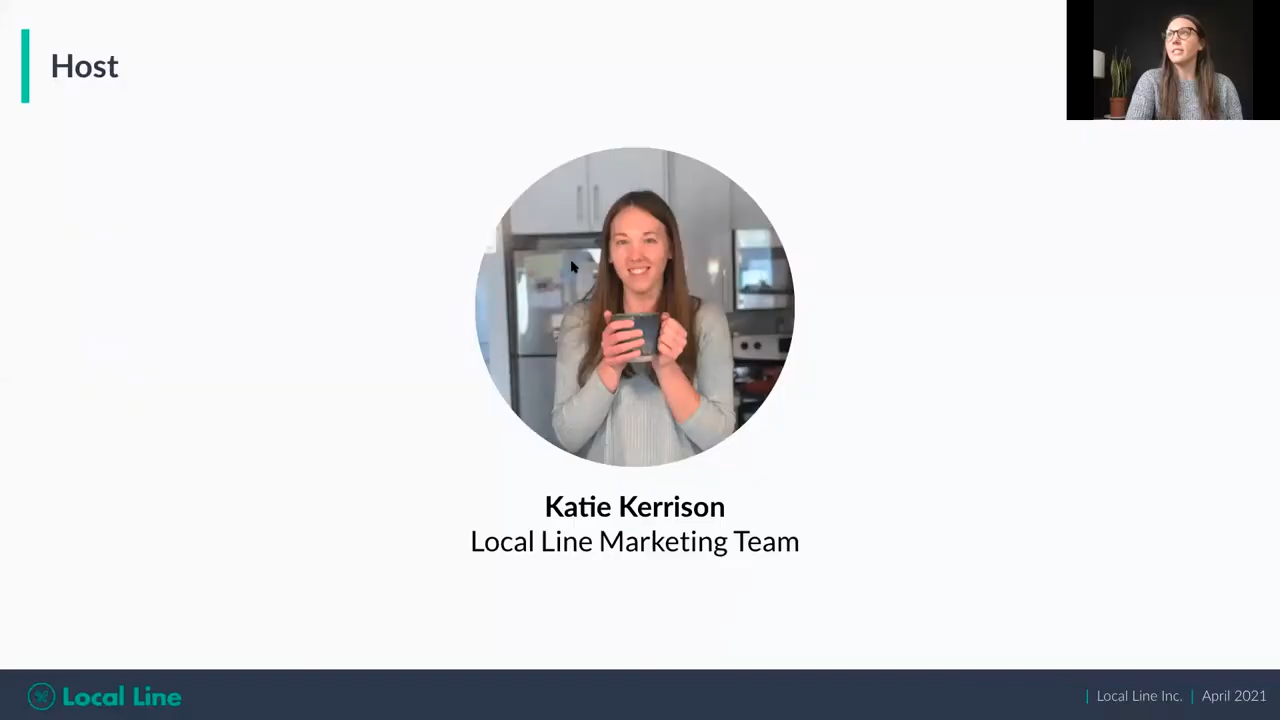 Host
Katie Kerrison
Local Line Marketing Team
Local Line
| Local Line Inc. | April 2021